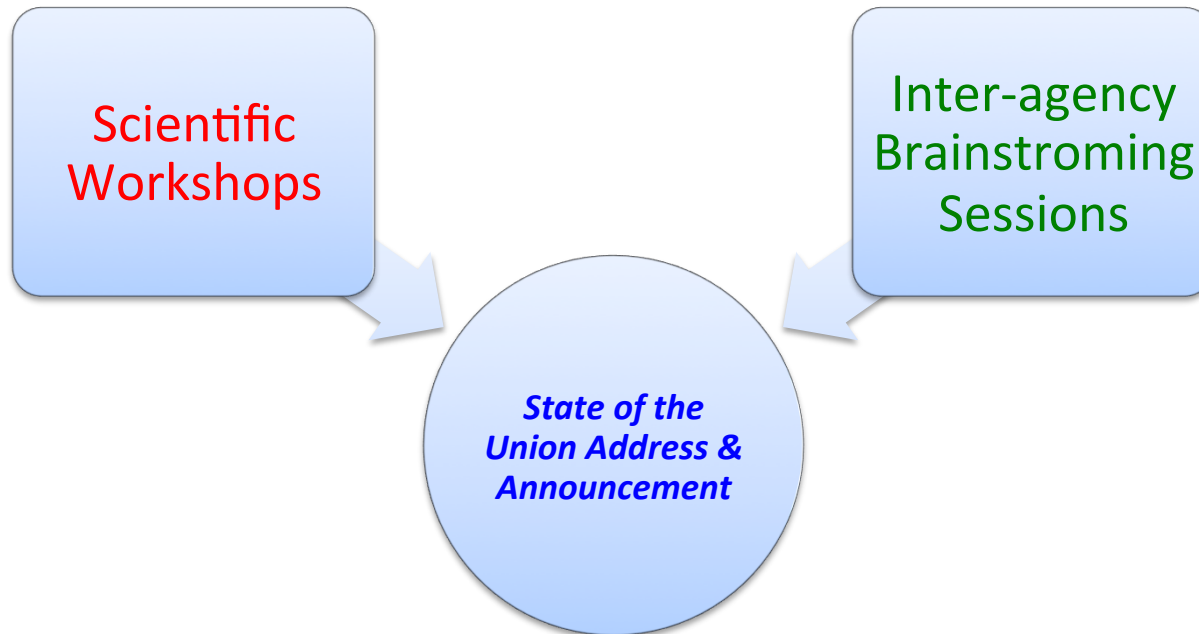 Scientific
Workshops
Inter-agency
Brainstroming
Sessions
State of the
Union Address &
Announcement